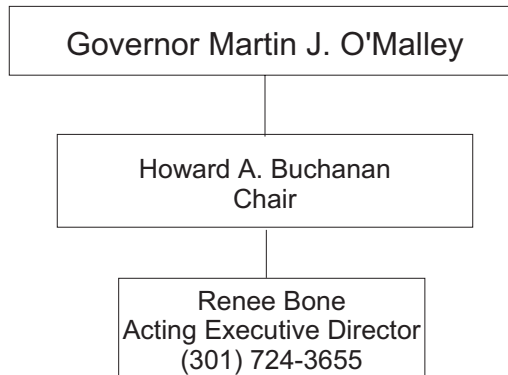 Governor Martin J. O'Malley
Howard A. Buchanan
Chair
Renee Bone
Acting Executive Director
(301) 724-3655